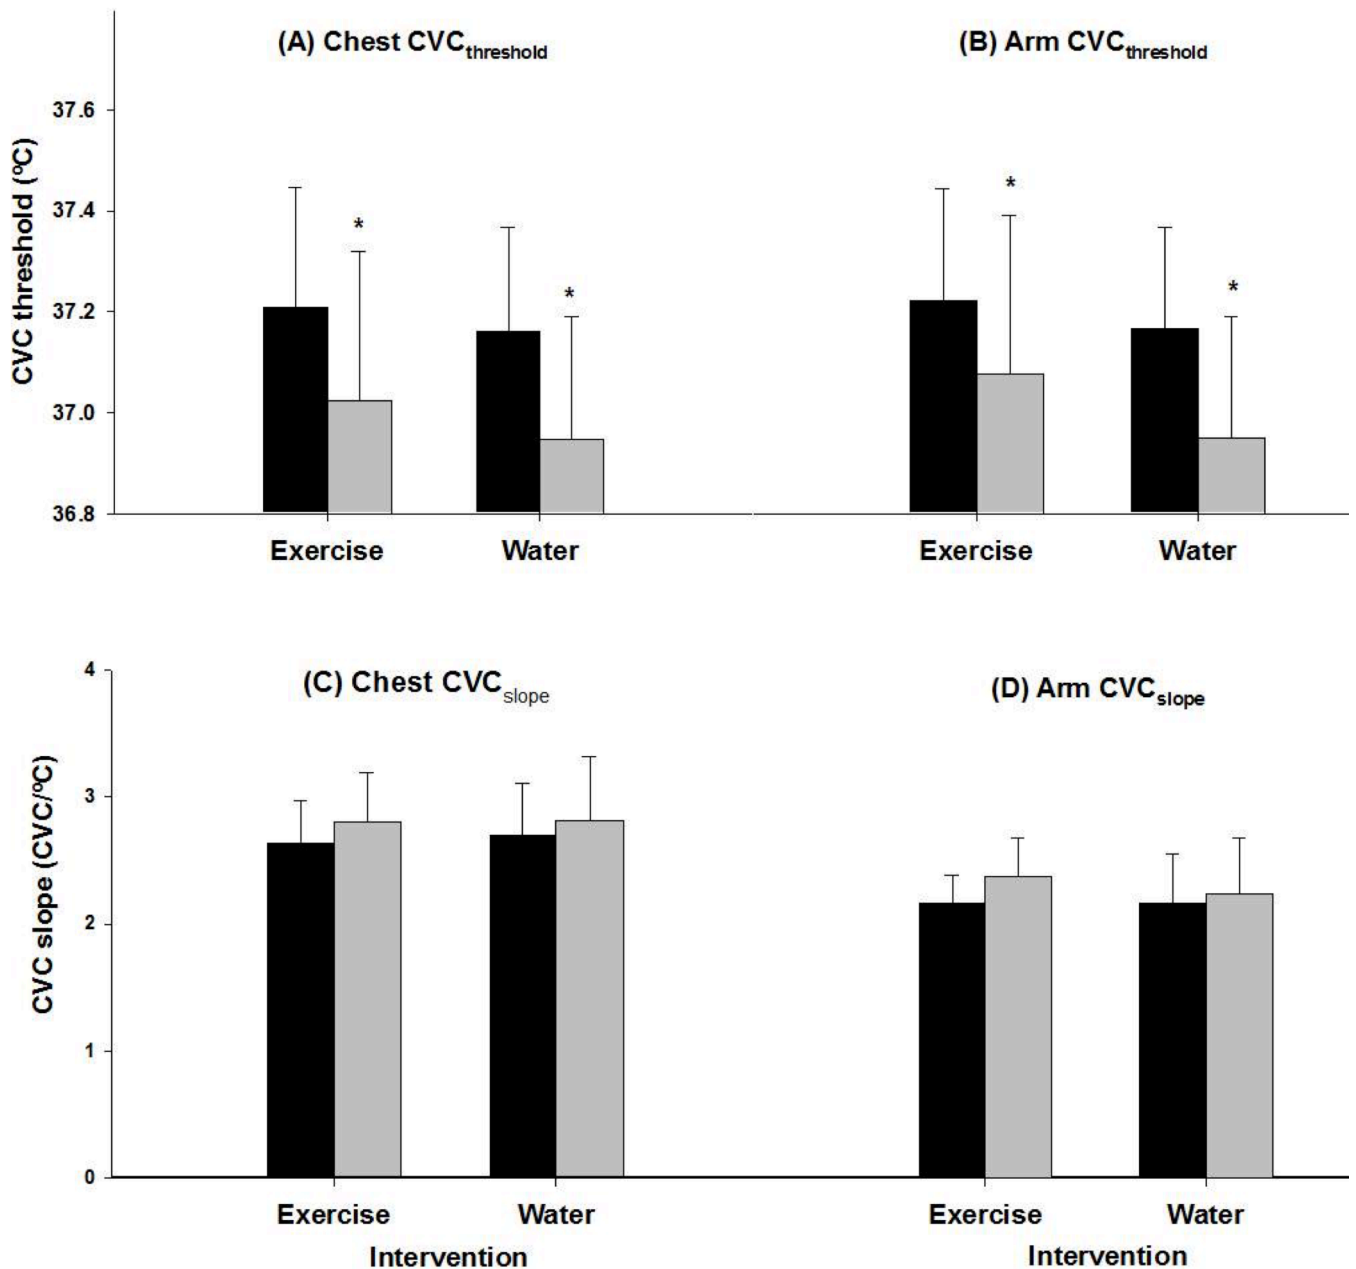 (A) Chest CVCthreshold
(B) Arm CVCthreshold
CVC threshold (ºC)
37.6
37.4
37.2
37.0
36.8
*
*
*
*
Exercise
Water
Exercise
Water
(C) Chest CVCslope
(D) Arm CVCslope
CVC slope (CVC/ºC)
4
3
2
1
0
Exercise
Water
Exercise
Water
Intervention
Intervention